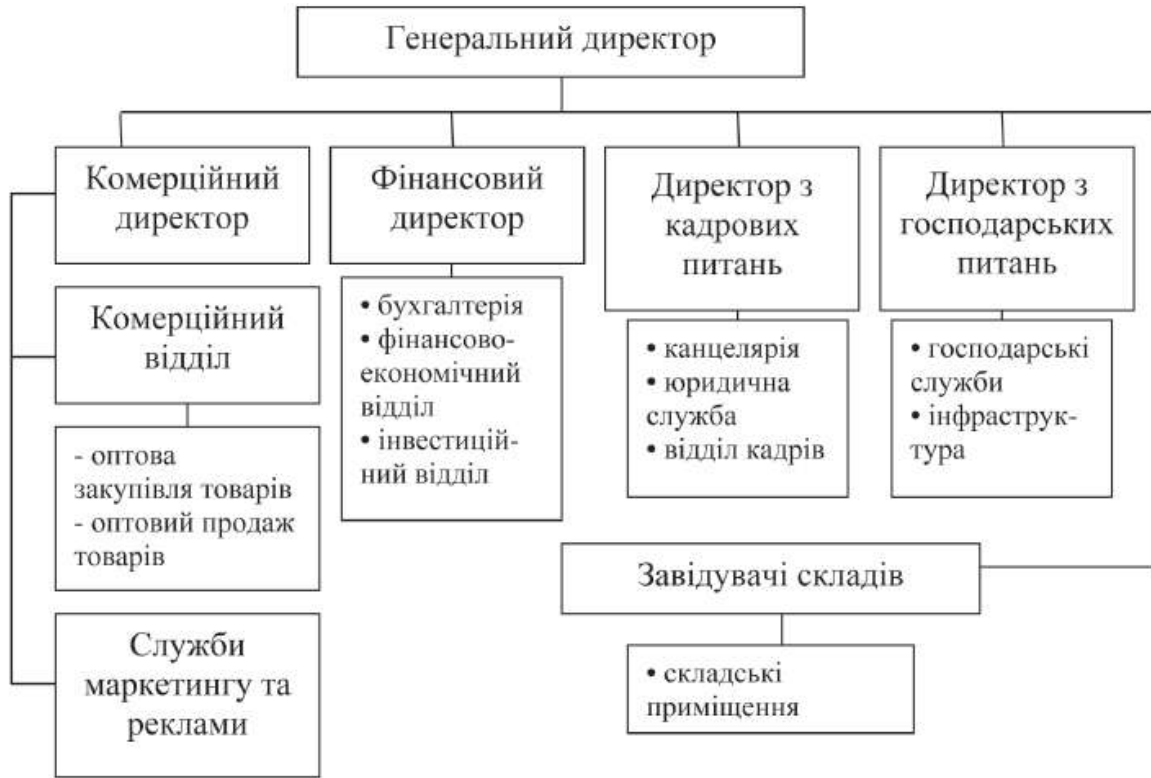 Генеральний директор
Комерційний
директор
Фінансовий
директор
Директор з
кадрових
питань
Директор з
господарських
питань
Комерційний
відділ
• бухгалтерія
• фінансово-
економічний
відділ
• інвестицій-
ний відділ
• канцелярія
• юридична
служба
• відділ кадрів
• господарські
служби
• інфраструк-
тура
- оптова
закупівля товарів
- оптовий продаж
товарів
Завідувачі складів
Служби
маркетингу та
реклами
• складські
приміщення